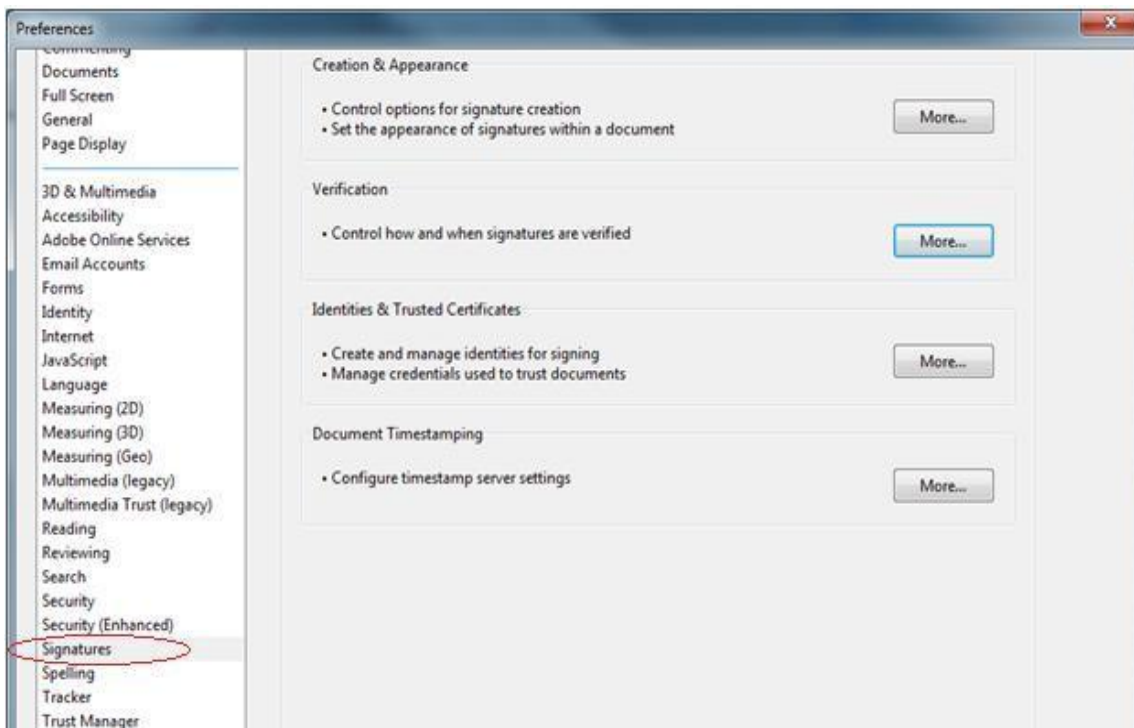 Preferences
Commenting
Documents
Full Screen
General
Page Display
3D & Multimedia
Accessibility
Adobe Online Services
Email Accounts
Forms
Identity
Internet
JavaScript
Language
Measuring (2D)
Measuring (3D)
Measuring (Geo)
Multimedia (legacy)
Multimedia Trust (legacy)
Reading
Reviewing
Search
Security
Security (Enhanced)
Signatures
Spelling
Tracker
Trust Manager
Creation & Appearance
• Control options for signature creation
• Set the appearance of signatures within a document
More...
Verification
• Control how and when signatures are verified
More...
Identities & Trusted Certificates
• Create and manage identities for signing
• Manage credentials used to trust documents
More...
Document Timestamping
• Configure timestamp server settings
More...